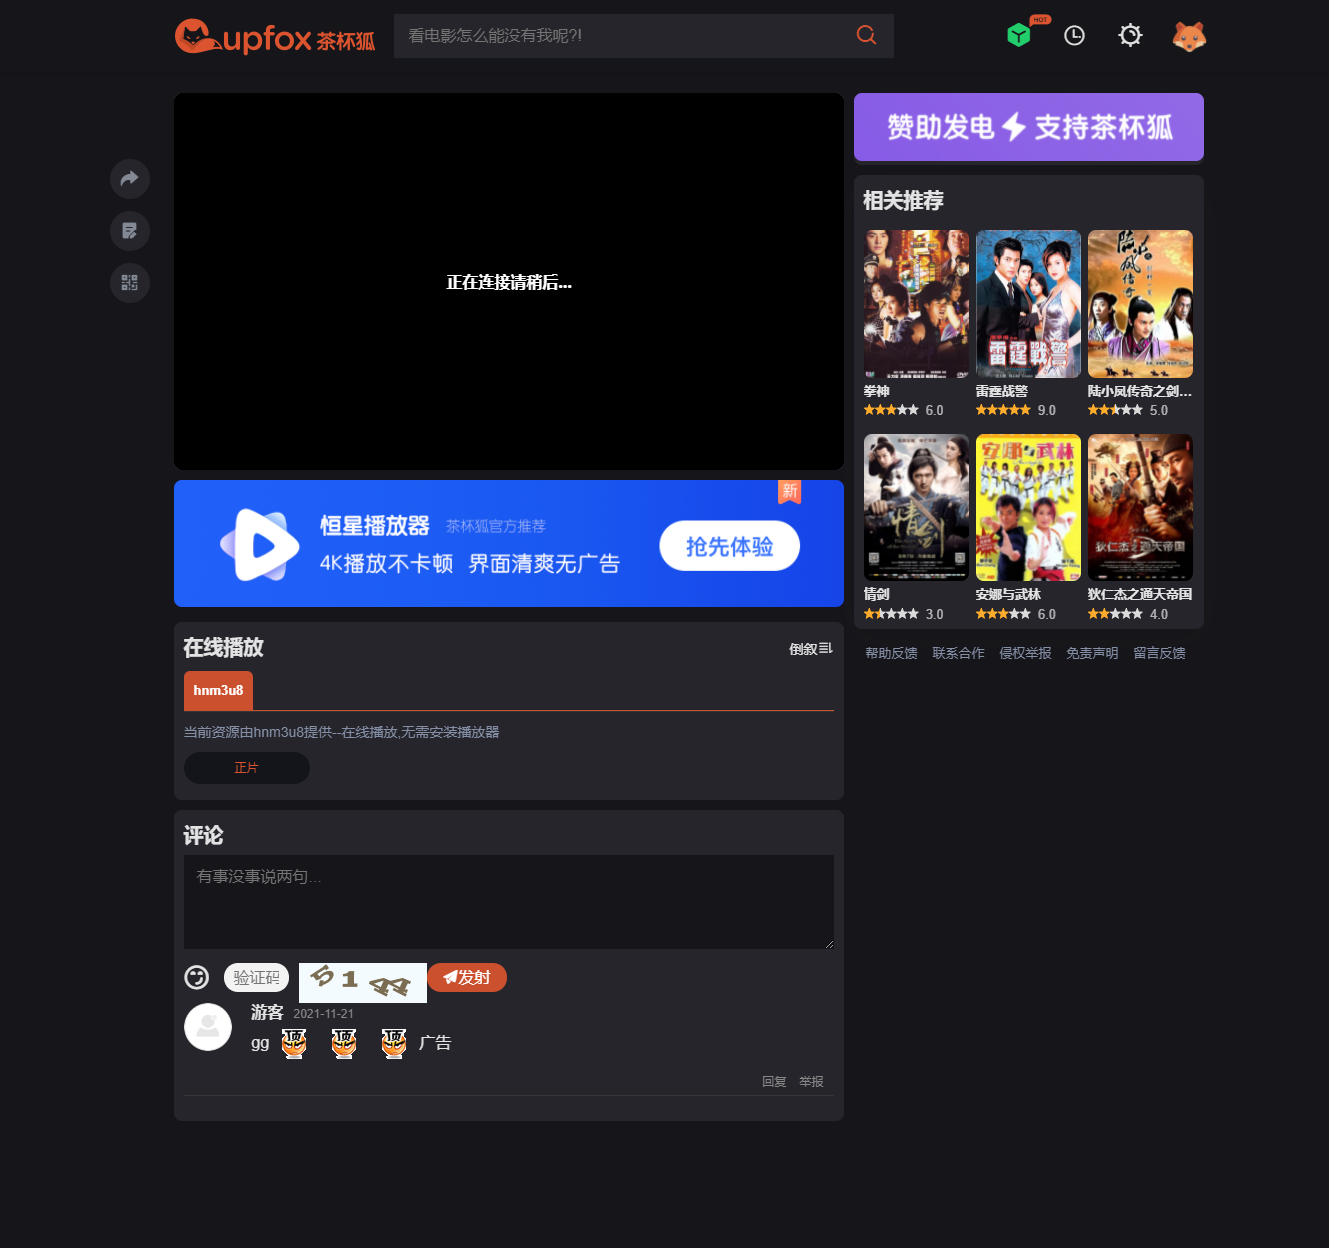 upfox 茶杯狐
看电影怎么能没有我呢?!
HOT
正在连接请稍后...
赞助发电 支持茶杯狐
相关推荐
拳神
雷霆战警
陆小凤传奇之剑...
6.0
9.0
5.0
情剑
安娜与武林
狄仁杰之通天帝国
3.0
6.0
4.0
帮助反馈 联系合作 侵权举报 免责声明 留言反馈
新
恒星播放器 茶杯狐官方推荐
4K播放不卡顿 界面清爽无广告
抢先体验
在线播放
倒叙
hnm3u8
当前资源由hnm3u8提供--在线播放,无需安装播放器
正片
评论
有事没事说两句...
验证码
5144
发射
游客 2021-11-21
gg 顶 顶 顶 广告
回复 举报